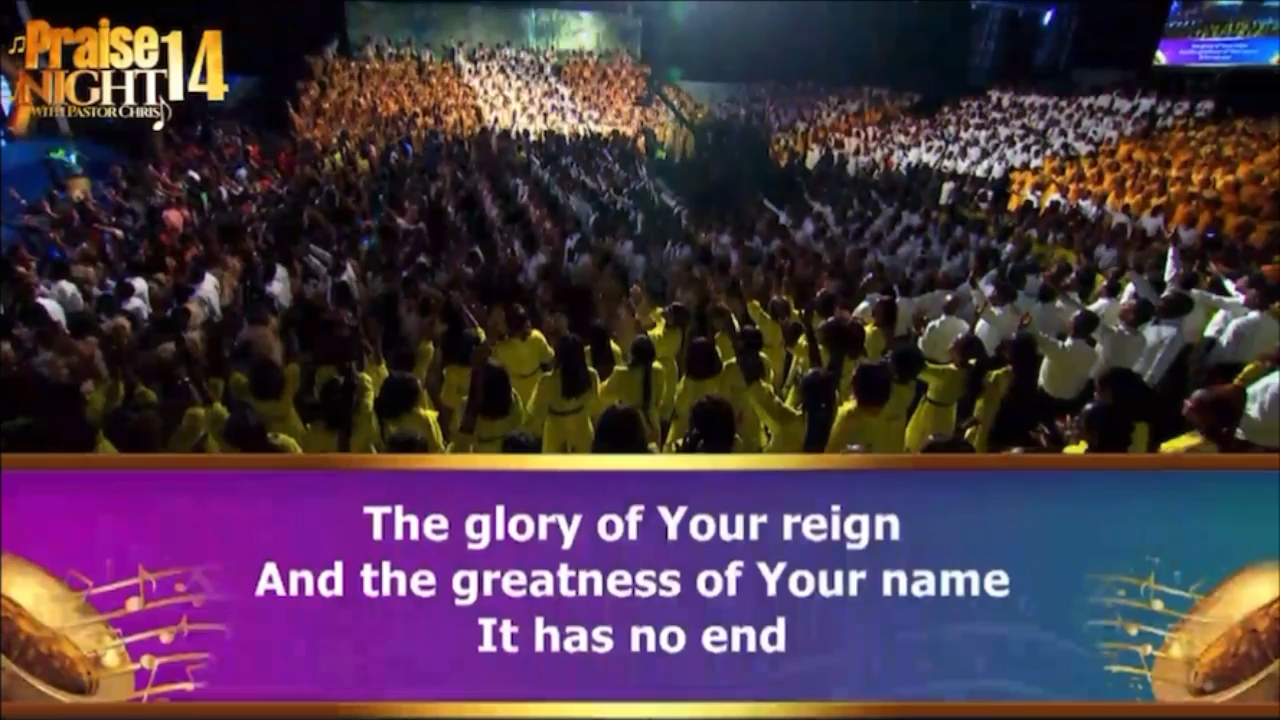 Praise 14
NIGHT
WITH PASTOR CHRIS
The glory of Your reign
And the greatness of Your name
It has no end